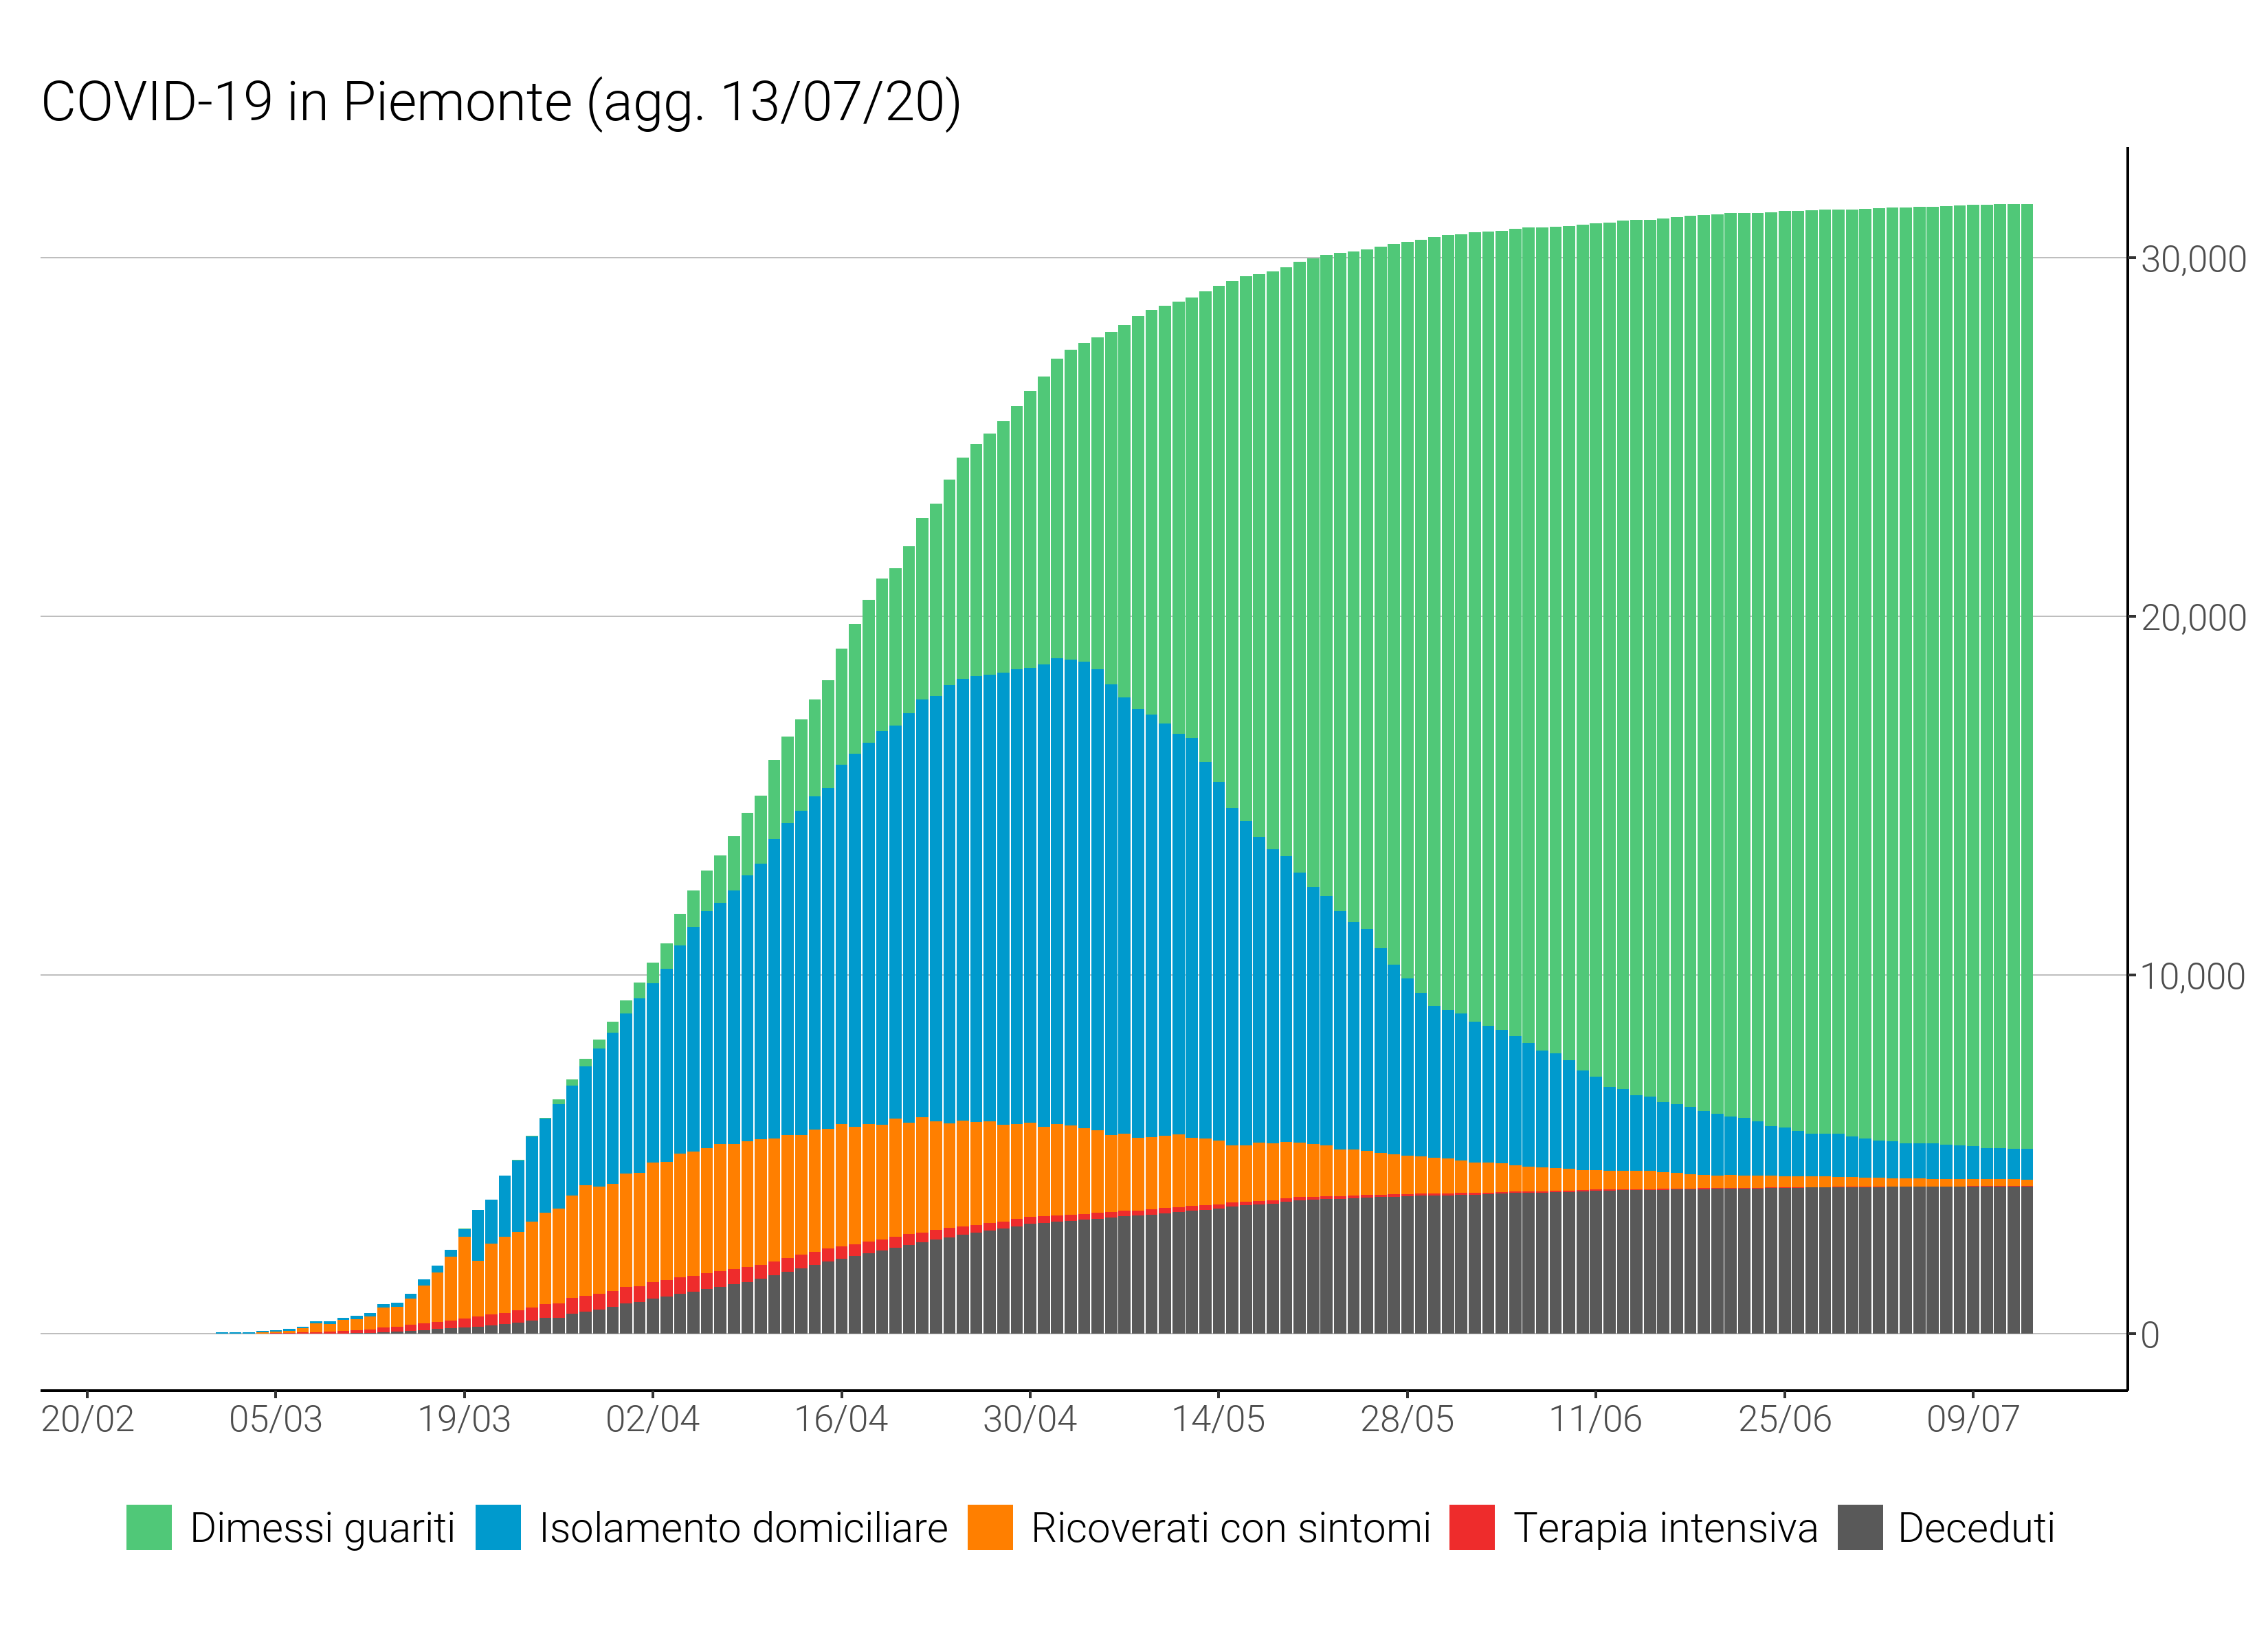 COVID-19 in Piemonte (agg. 13/07/20)
30,000
20,000
10,000
0
20/02 05/03 19/03 02/04 16/04 30/04 14/05 28/05 11/06 25/06 09/07
Dimessi guariti Isolamento domiciliare Ricoverati con sintomi Terapia intensiva Deceduti